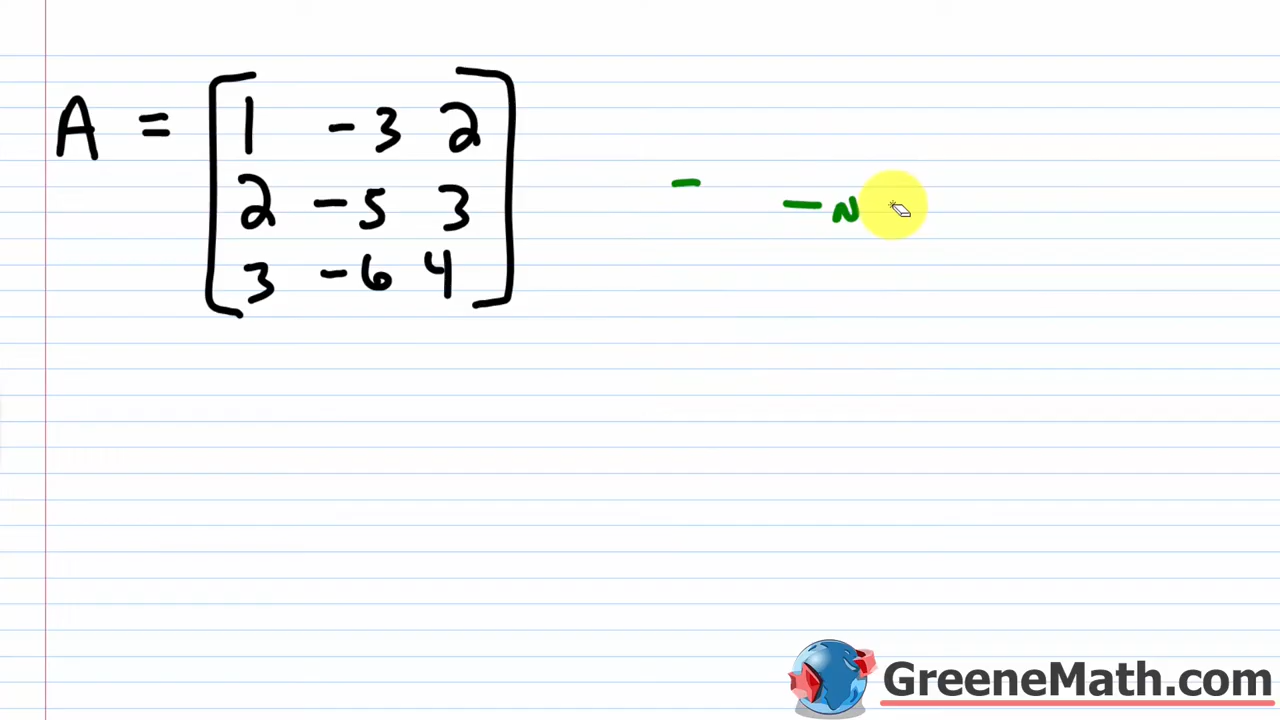 A = [ 1 -3 2
2 -5 3
3 -6 4 ]
-
- N
GreeneMath.com